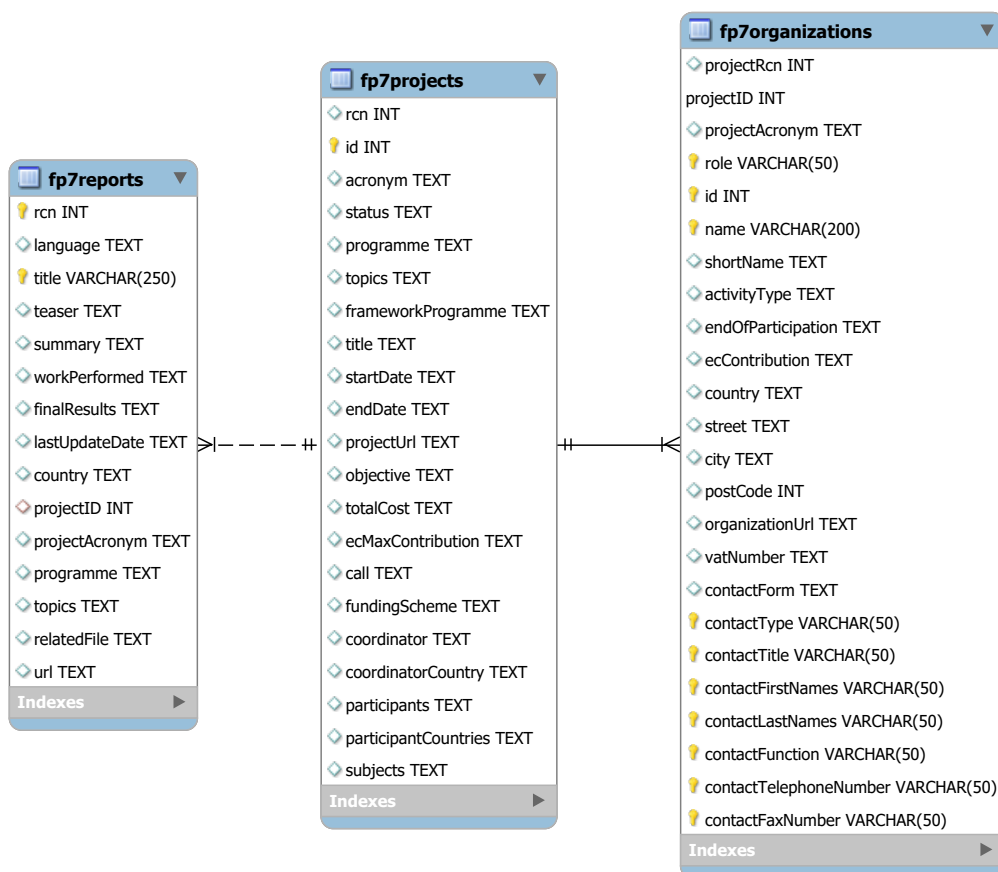 fp7reports
rcn INT
language TEXT
title VARCHAR(250)
teaser TEXT
summary TEXT
workPerformed TEXT
finalResults TEXT
lastUpdateDate TEXT
country TEXT
projectID INT
projectAcronym TEXT
programme TEXT
topics TEXT
relatedFile TEXT
url TEXT
Indexes
fp7projects
rcn INT
id INT
acronym TEXT
status TEXT
programme TEXT
topics TEXT
frameworkProgramme TEXT
title TEXT
startDate TEXT
endDate TEXT
projectUrl TEXT
objective TEXT
totalCost TEXT
ecMaxContribution TEXT
call TEXT
fundingScheme TEXT
coordinator TEXT
coordinatorCountry TEXT
participants TEXT
participantCountries TEXT
subjects TEXT
Indexes
fp7organizations
projectRcn INT
projectID INT
projectAcronym TEXT
role VARCHAR(50)
id INT
name VARCHAR(200)
shortName TEXT
activityType TEXT
endOfParticipation TEXT
ecContribution TEXT
country TEXT
street TEXT
city TEXT
postCode INT
organizationUrl TEXT
vatNumber TEXT
contactForm TEXT
contactType VARCHAR(50)
contactTitle VARCHAR(50)
contactFirstNames VARCHAR(50)
contactLastNames VARCHAR(50)
contactFunction VARCHAR(50)
contactTelephoneNumber VARCHAR(50)
contactFaxNumber VARCHAR(50)
Indexes